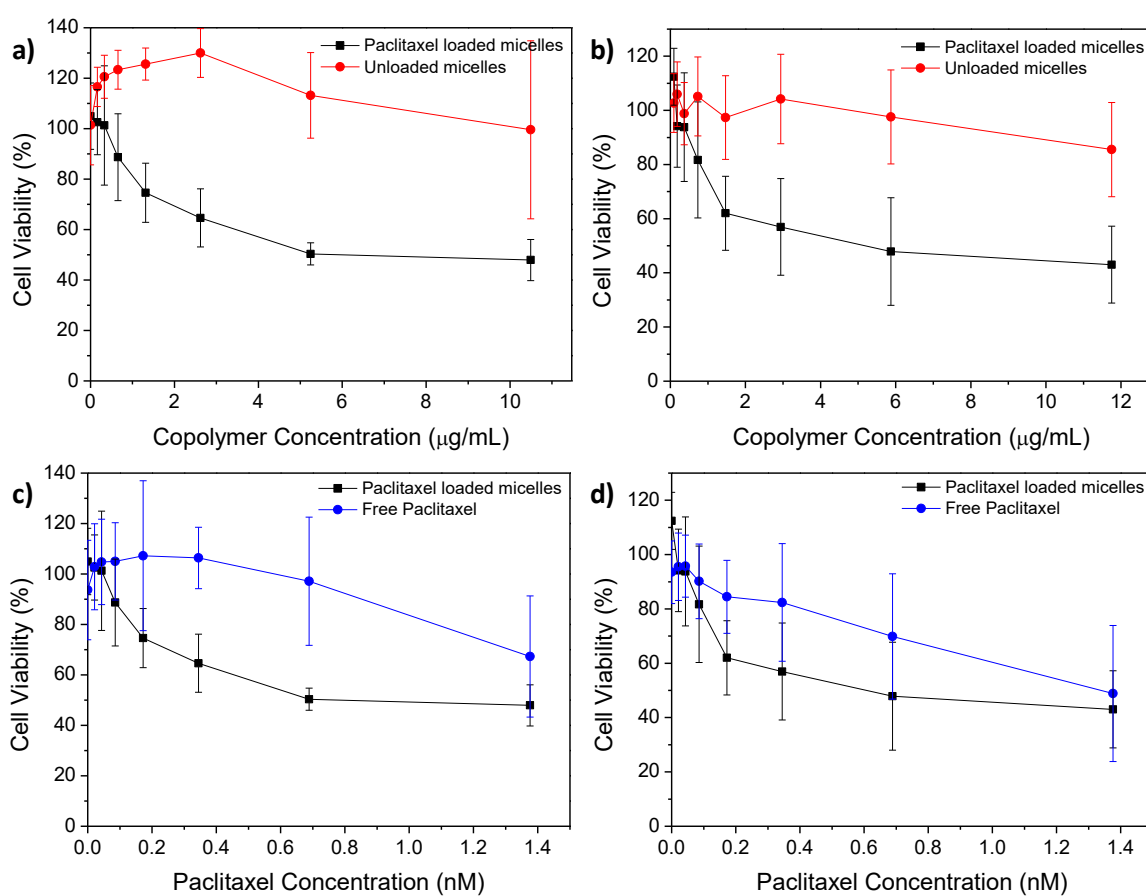 a)
Paclitaxel loaded micelles
Unloaded micelles
140
120
100
80
60
40
20
0
Cell Viability (%)
0 2 4 6 8 10
Copolymer Concentration (μg/mL)
b)
Paclitaxel loaded micelles
Unloaded micelles
120
100
80
60
40
20
0
Cell Viability (%)
0 2 4 6 8 10 12
Copolymer Concentration (μg/mL)
c)
Paclitaxel loaded micelles
Free Paclitaxel
140
120
100
80
60
40
20
0
Cell Viability (%)
0.0 0.2 0.4 0.6 0.8 1.0 1.2 1.4
Paclitaxel Concentration (nM)
d)
Paclitaxel loaded micelles
Free Paclitaxel
120
100
80
60
40
20
0
Cell Viability (%)
0.0 0.2 0.4 0.6 0.8 1.0 1.2 1.4
Paclitaxel Concentration (nM)